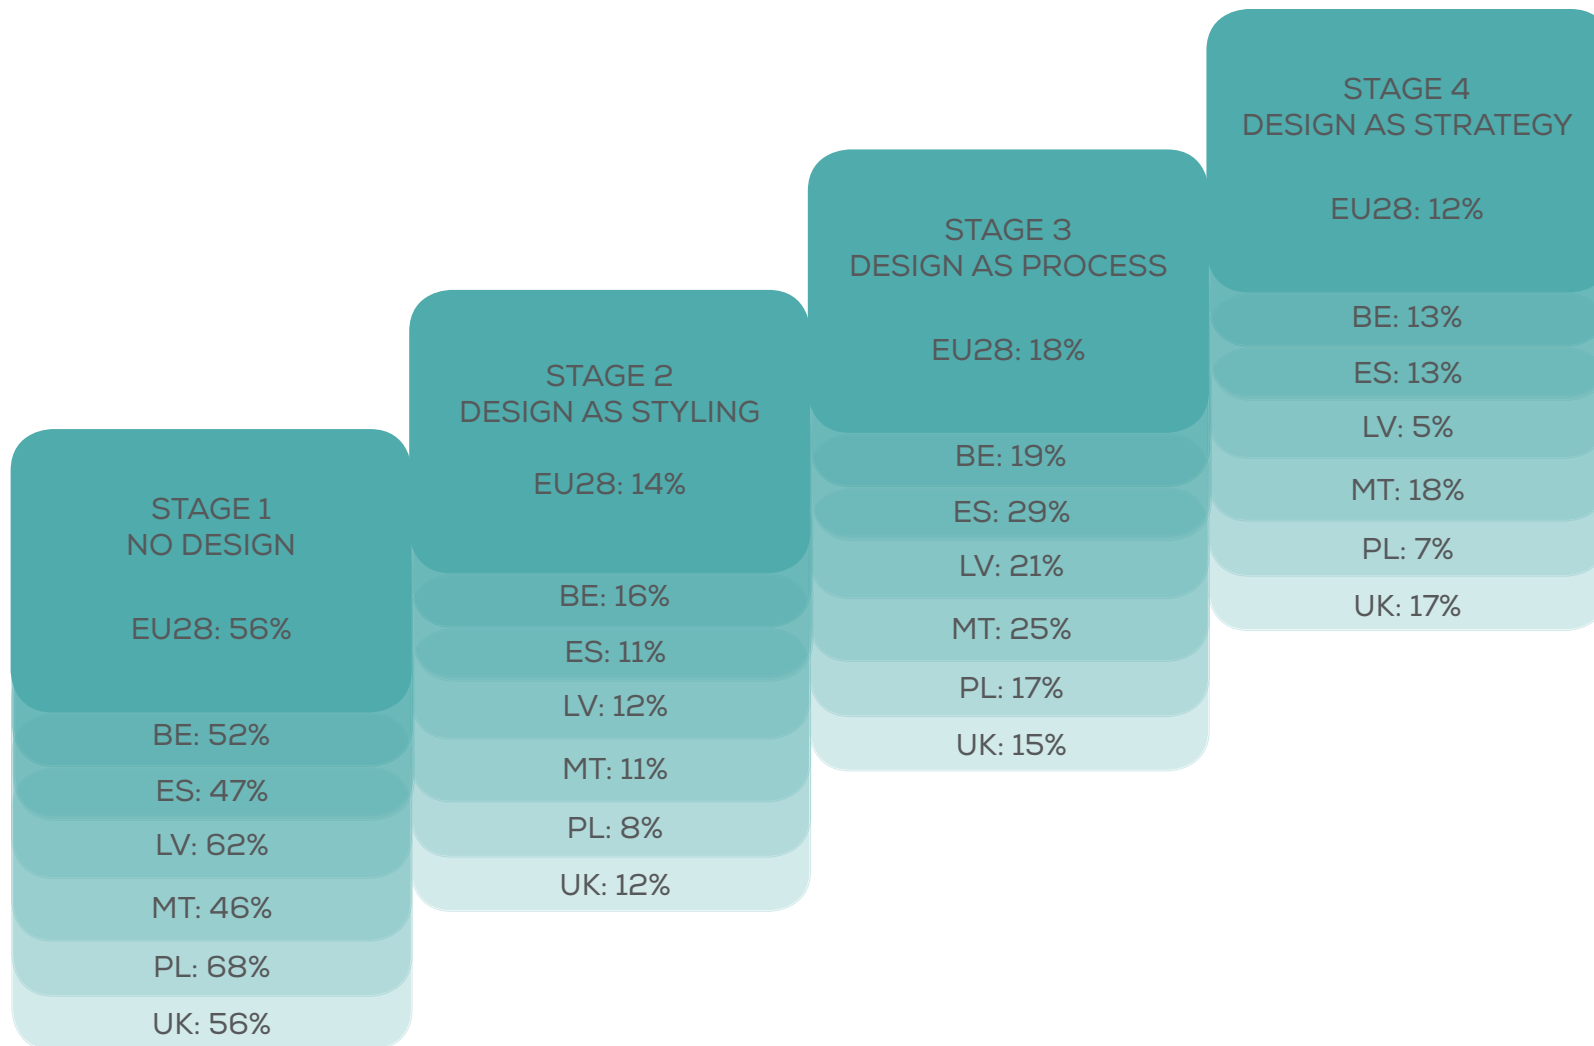 STAGE 1
NO DESIGN
EU28: 56%
BE: 52%
ES: 47%
LV: 62%
MT: 46%
PL: 68%
UK: 56%
STAGE 2
DESIGN AS STYLING
EU28: 14%
BE: 16%
ES: 11%
LV: 12%
MT: 11%
PL: 8%
UK: 12%
STAGE 3
DESIGN AS PROCESS
EU28: 18%
BE: 19%
ES: 29%
LV: 21%
MT: 25%
PL: 17%
UK: 15%
STAGE 4
DESIGN AS STRATEGY
EU28: 12%
BE: 13%
ES: 13%
LV: 5%
MT: 18%
PL: 7%
UK: 17%